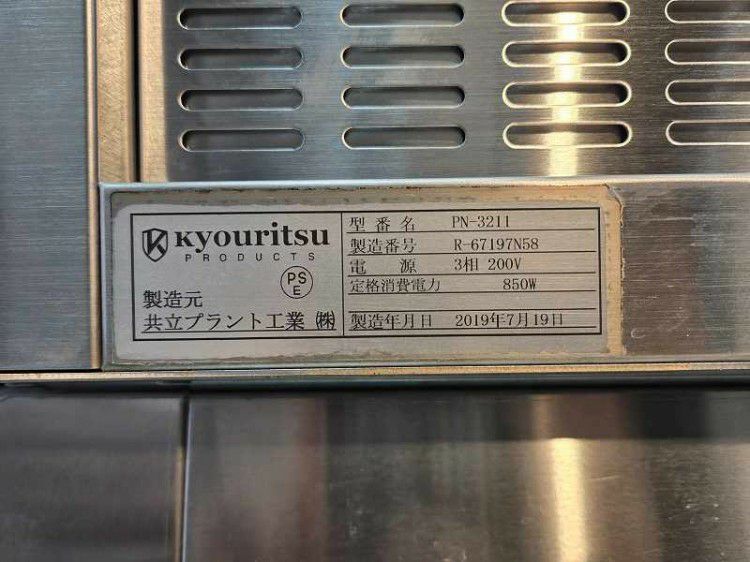 Kyouritsu
PRODUCTS
PS
E
製造元
共立プラント工業 ㈱
型番名 PN-3211
製造番号 R-67197N58
電源 3相 200V
定格消費電力 850W
製造年月日 2019年7月19日